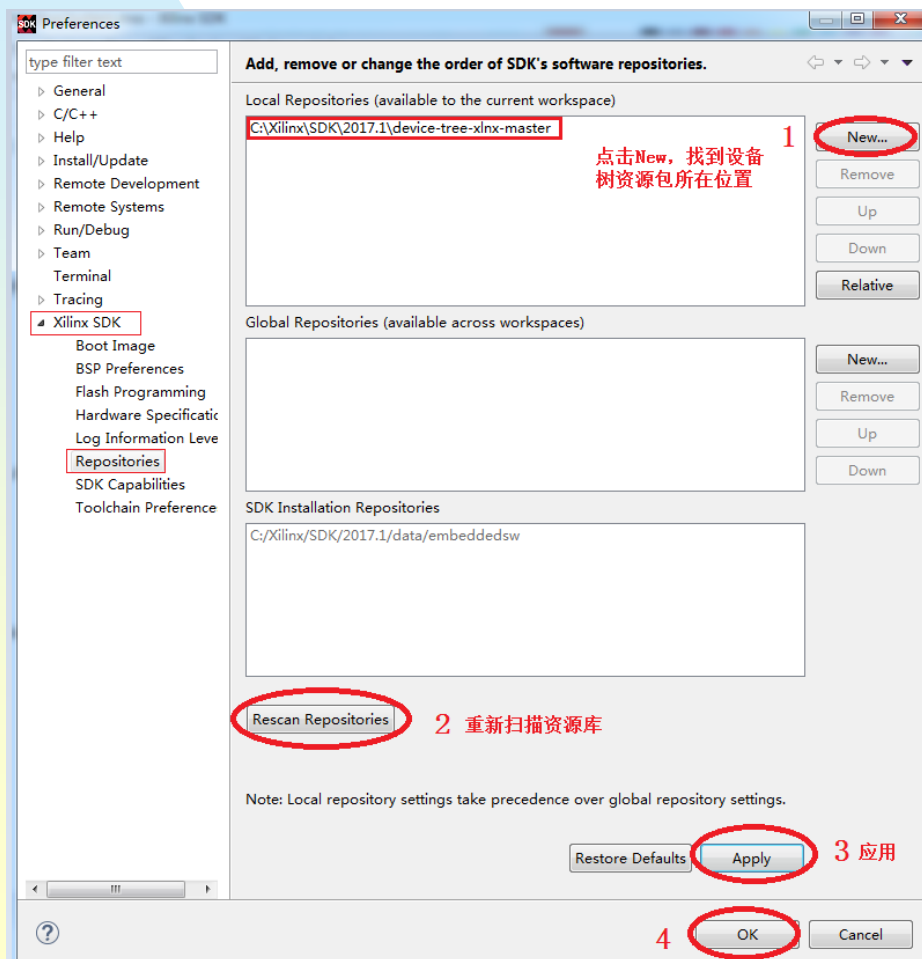 SDK Preferences
type filter text
General
C/C++
Help
Install/Update
Remote Development
Remote Systems
Run/Debug
Team
Terminal
Tracing
Xilinx SDK
Boot Image
BSP Preferences
Flash Programming
Hardware Specificatic
Log Information Leve
Repositories
SDK Capabilities
Toolchain Preference
Add, remove or change the order of SDK's software repositories.
Local Repositories (available to the current workspace)
C:\Xilinx\SDK\2017.1\device-tree-xlnx-master
点击New，找到设备
树资源包所在位置
1
New...
Remove
Up
Down
Relative
Global Repositories (available across workspaces)
New...
Remove
Up
Down
SDK Installation Repositories
C:/Xilinx/SDK/2017.1/data/embeddedsw
Rescan Repositories
2 重新扫描资源库
Note: Local repository settings take precedence over global repository settings.
Restore Defaults
Apply
3 应用
4
OK
Cancel